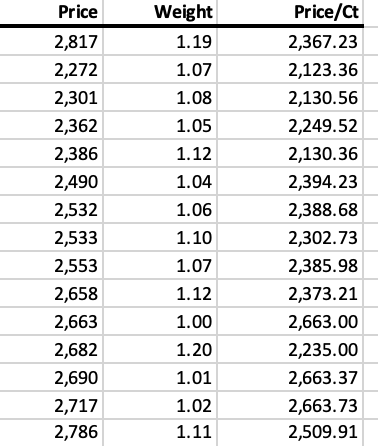 Price Weight Price/Ct
2,817 1.19 2,367.23
2,272 1.07 2,123.36
2,301 1.08 2,130.56
2,362 1.05 2,249.52
2,386 1.12 2,130.36
2,490 1.04 2,394.23
2,532 1.06 2,388.68
2,533 1.10 2,302.73
2,553 1.07 2,385.98
2,658 1.12 2,373.21
2,663 1.00 2,663.00
2,682 1.20 2,235.00
2,690 1.01 2,663.37
2,717 1.02 2,663.73
2,786 1.11 2,509.91